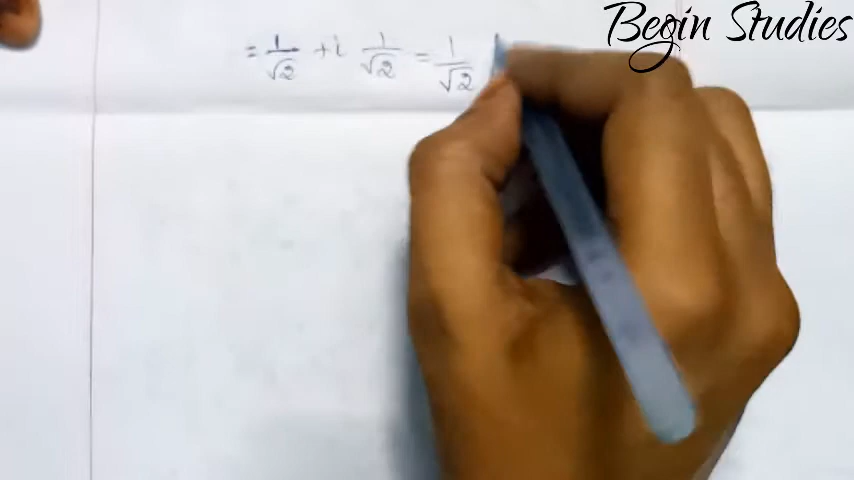 Begin Studies
= 1/√2 + i 1/√2 = 1/√2